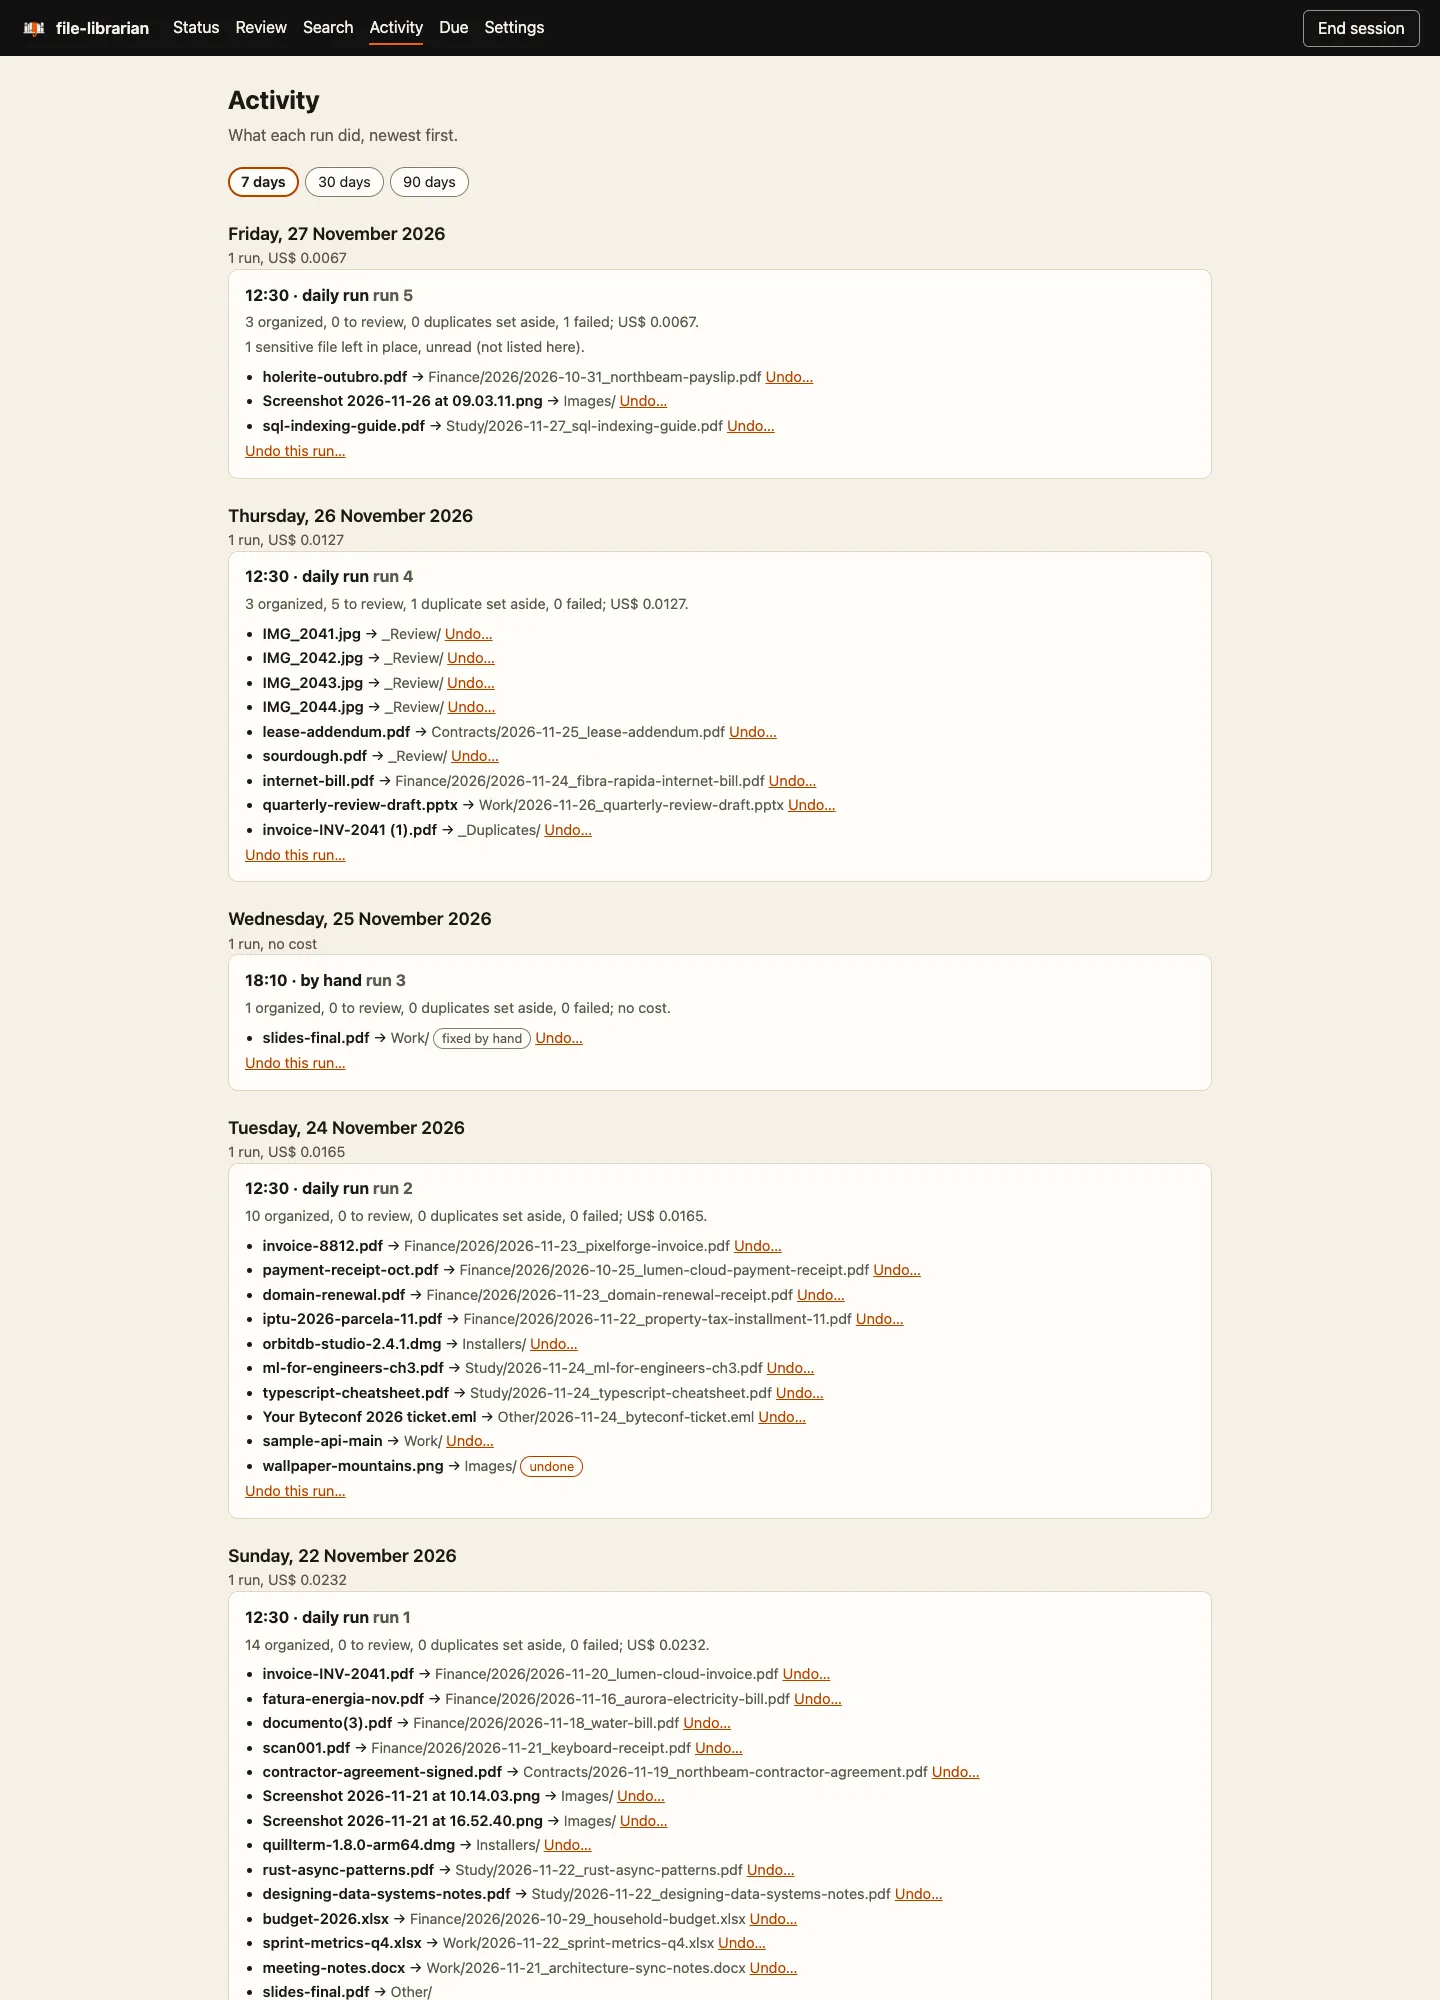 file-librarian Status Review Search Activity Due Settings End session
Activity
What each run did, newest first.
7 days 30 days 90 days
Friday, 27 November 2026
1 run, US$ 0.0067
12:30 · daily run run 5
3 organized, 0 to review, 0 duplicates set aside, 1 failed; US$ 0.0067.
1 sensitive file left in place, unread (not listed here).
• holerite-outubro.pdf → Finance/2026/2026-10-31_northbeam-payslip.pdf Undo...
• Screenshot 2026-11-26 at 09.03.11.png → Images/ Undo...
• sql-indexing-guide.pdf → Study/2026-11-27_sql-indexing-guide.pdf Undo...
Undo this run...
Thursday, 26 November 2026
1 run, US$ 0.0127
12:30 · daily run run 4
3 organized, 5 to review, 1 duplicate set aside, 0 failed; US$ 0.0127.
• IMG_2041.jpg → _Review/ Undo...
• IMG_2042.jpg → _Review/ Undo...
• IMG_2043.jpg → _Review/ Undo...
• IMG_2044.jpg → _Review/ Undo...
• lease-addendum.pdf → Contracts/2026-11-25_lease-addendum.pdf Undo...
• sourdough.pdf → _Review/ Undo...
• internet-bill.pdf → Finance/2026/2026-11-24_fibra-rapida-internet-bill.pdf Undo...
• quarterly-review-draft.pptx → Work/2026-11-26_quarterly-review-draft.pptx Undo...
• invoice-INV-2041 (1).pdf → _Duplicates/ Undo...
Undo this run...
Wednesday, 25 November 2026
1 run, no cost
18:10 · by hand run 3
1 organized, 0 to review, 0 duplicates set aside, 0 failed; no cost.
• slides-final.pdf → Work/ fixed by hand Undo...
Undo this run...
Tuesday, 24 November 2026
1 run, US$ 0.0165
12:30 · daily run run 2
10 organized, 0 to review, 0 duplicates set aside, 0 failed; US$ 0.0165.
• invoice-8812.pdf → Finance/2026/2026-11-23_pixelforge-invoice.pdf Undo...
• payment-receipt-oct.pdf → Finance/2026/2026-10-25_lumen-cloud-payment-receipt.pdf Undo...
• domain-renewal.pdf → Finance/2026/2026-11-23_domain-renewal-receipt.pdf Undo...
• iptu-2026-parcela-11.pdf → Finance/2026/2026-11-22_property-tax-installment-11.pdf Undo...
• orbitdb-studio-2.4.1.dmg → Installers/ Undo...
• ml-for-engineers-ch3.pdf → Study/2026-11-24_ml-for-engineers-ch3.pdf Undo...
• typescript-cheatsheet.pdf → Study/2026-11-24_typescript-cheatsheet.pdf Undo...
• Your Byteconf 2026 ticket.eml → Other/2026-11-24_byteconf-ticket.eml Undo...
• sample-api-main → Work/ Undo...
• wallpaper-mountains.png → Images/ undone
Undo this run...
Sunday, 22 November 2026
1 run, US$ 0.0232
12:30 · daily run run 1
14 organized, 0 to review, 0 duplicates set aside, 0 failed; US$ 0.0232.
• invoice-INV-2041.pdf → Finance/2026/2026-11-20_lumen-cloud-invoice.pdf Undo...
• fatura-energia-nov.pdf → Finance/2026/2026-11-16_aurora-electricity-bill.pdf Undo...
• documento(3).pdf → Finance/2026/2026-11-18_water-bill.pdf Undo...
• scan001.pdf → Finance/2026/2026-11-21_keyboard-receipt.pdf Undo...
• contractor-agreement-signed.pdf → Contracts/2026-11-19_northbeam-contractor-agreement.pdf Undo...
• Screenshot 2026-11-21 at 10.14.03.png → Images/ Undo...
• Screenshot 2026-11-21 at 16.52.40.png → Images/ Undo...
• quillterm-1.8.0-arm64.dmg → Installers/ Undo...
• rust-async-patterns.pdf → Study/2026-11-22_rust-async-patterns.pdf Undo...
• designing-data-systems-notes.pdf → Study/2026-11-22_designing-data-systems-notes.pdf Undo...
• budget-2026.xlsx → Finance/2026/2026-10-29_household-budget.xlsx Undo...
• sprint-metrics-q4.xlsx → Work/2026-11-22_sprint-metrics-q4.xlsx Undo...
• meeting-notes.docx → Work/2026-11-21_architecture-sync-notes.docx Undo...
• slides-final.pdf → Other/